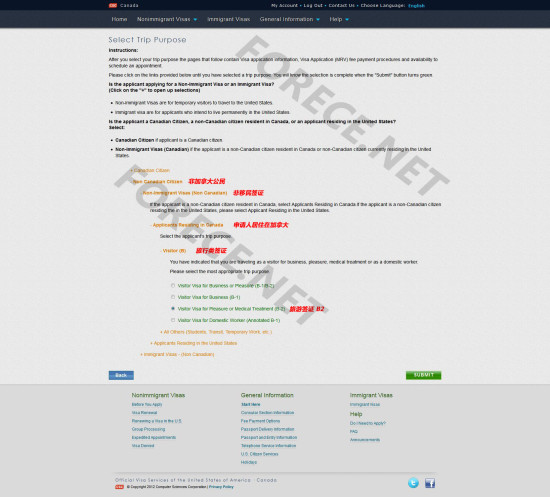 Canada
My Account • Log Out • Contact Us • Choose Language: English
Home Nonimmigrant Visas Immigrant Visas General Information Help
Select Trip Purpose
Instructions:
After you select your trip purpose the pages that follow contain Visa application information, Visa Application (MRV) fee payment procedures and availability to
schedule an appointment.
Please click on the links provided below until you have selected a trip purpose. You will know the selection is complete when the "Submit" button turns green.
Is the applicant applying for a Non-immigrant Visa or an Immigrant Visa?
(Click on the "+" to open up selections)
• Non-immigrant Visas are for temporary visitors to travel to the United States.
• Immigrant visa are for applicants who intend to live permanently in the United States.
Is the applicant a Canadian Citizen, a non-Canadian citizen resident in Canada, or an applicant residing in the United States?
Select:
• Canadian Citizen if applicant is a Canadian citizen.
• Non-Immigrant Visas (Canadian) if the applicant is a non-Canadian citizen resident in Canada or non-Canadian citizen currently residing in the United
States.
+ Canadian Citizen
- Non Canadian Citizen 非加拿大公民
- Non-Immigrant Visas (Non Canadian) 非移民签证
If the applicant is a non-Canadian citizen resident in Canada, select Applicants Residing in Canada if the applicant is a non-Canadian citizen
residing the in the United States, please select Applicant Residing in the United States.
- Applicants Residing in Canada 申请人居住在加拿大
Select the applicant's trip purpose.
- Visitor (B) 旅行类签证
You have indicated that you are traveling as a visitor for business, pleasure, medical treatment or as a domestic worker.
Please select the most appropriate trip purpose.
Visitor Visa for Business or Pleasure (B-1/B-2)
Visitor Visa for Business (B-1)
Visitor Visa for Pleasure or Medical Treatment (B-2) 旅游签证 B2
Visitor Visa for Domestic Worker (Annotated B-1)
+ All Others (Students, Transit, Temporary Work, etc.)
+ Applicants Residing in the United States
+ Immigrant Visas - (Non Canadian)
Back SUBMIT
Nonimmigrant Visas General Information Immigrant Visas
Before You Apply Start Here Immigrant Visas
Visa Renewal Consular Section Information Help
Renewing a Visa in the U.S. Fee Payment Options Do I Need to Apply?
Group Processing Passport Delivery Information FAQ
Expedited appointments Passport and Entry Information Announcements
Visa Denied Telephone Service Information
U.S. Citizen Services
Holidays
Official Visa Services of the United States of America Canada
© Copyright 2012 Computer Sciences Corporation | Privacy Policy
FORECE.NET
FORECE.NET